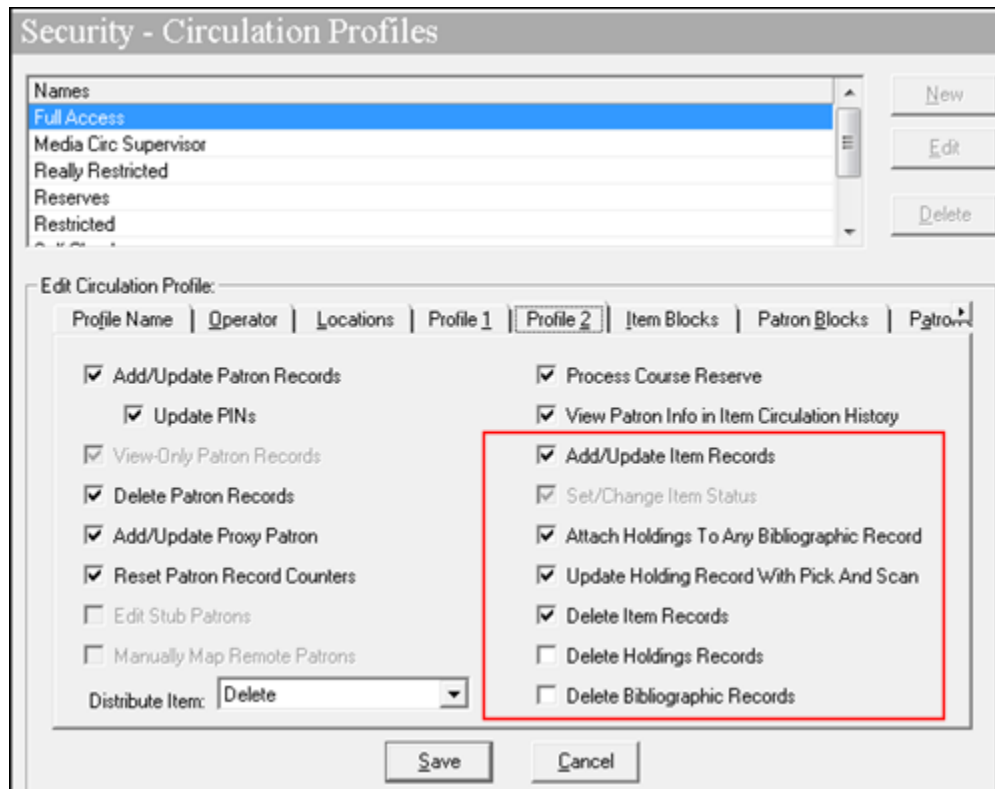 Security - Circulation Profiles
Names
Full Access
Media Circ Supervisor
Really Restricted
Reserves
Restricted
New
Edit
Delete
Edit Circulation Profile:
Profile Name | Operator | Locations | Profile 1 | Profile 2 | Item Blocks | Patron Blocks
Add/Update Patron Records
Update PINs
View-Only Patron Records
Delete Patron Records
Add/Update Proxy Patron
Reset Patron Record Counters
Edit Stub Patrons
Manually Map Remote Patrons
Distribute Item: Delete
Process Course Reserve
View Patron Info in Item Circulation History
Add/Update Item Records
Set/Change Item Status
Attach Holdings To Any Bibliographic Record
Update Holding Record With Pick And Scan
Delete Item Records
Delete Holdings Records
Delete Bibliographic Records
Save
Cancel